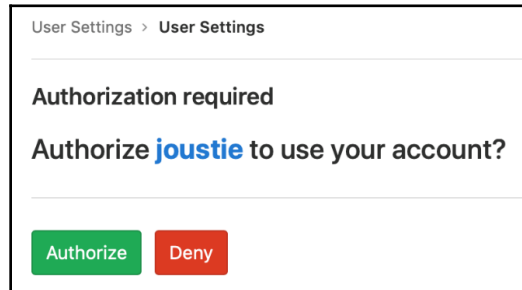 User Settings > User Settings
Authorization required
Authorize joustie to use your account?
Authorize Deny